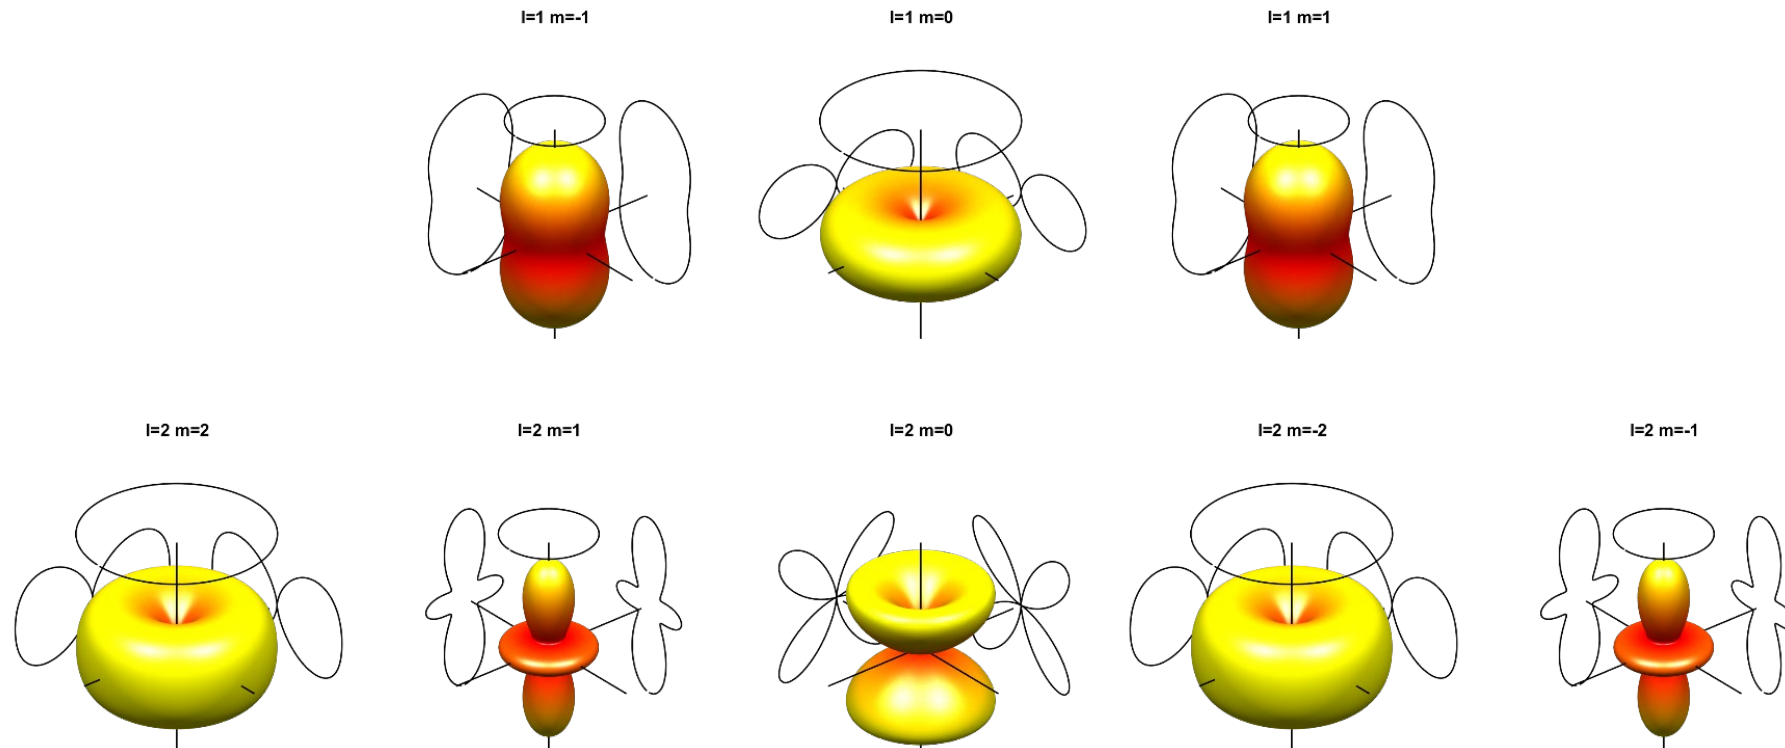 l=1 m=-1
l=1 m=0
l=1 m=1
l=2 m=2
l=2 m=1
l=2 m=0
l=2 m=-2
l=2 m=-1